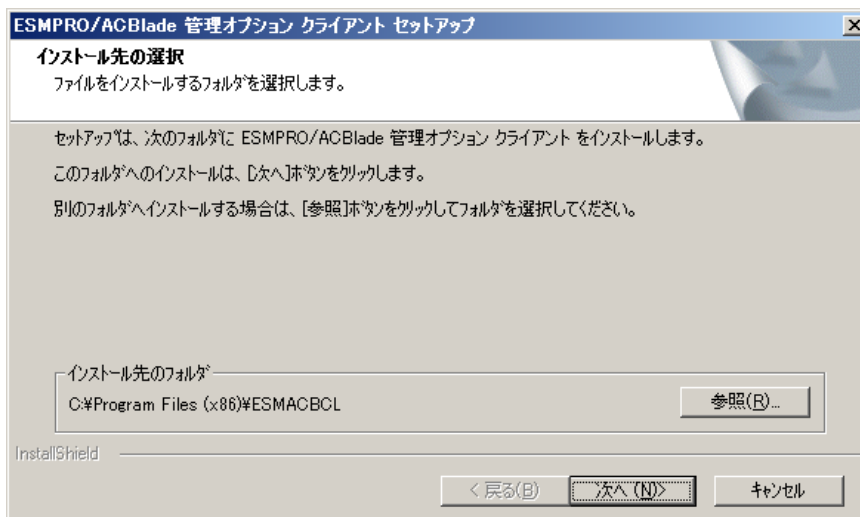 ESMPRO/ACBlade 管理オプション クライアント セットアップ
インストール先の選択
ファイルをインストールするフォルダを選択します。
セットアップは、次のフォルダに ESMPRO/ACBlade 管理オプション クライアント をインストールします。
このフォルダへのインストールは、[次へ]ボタンをクリックします。
別のフォルダへインストールする場合は、[参照]ボタンをクリックしてフォルダを選択してください。
インストール先のフォルダ
C:¥Program Files (x86)¥ESMACBCL
参照(R)...
InstallShield
< 戻る(B)
次へ (N)>
キャンセル